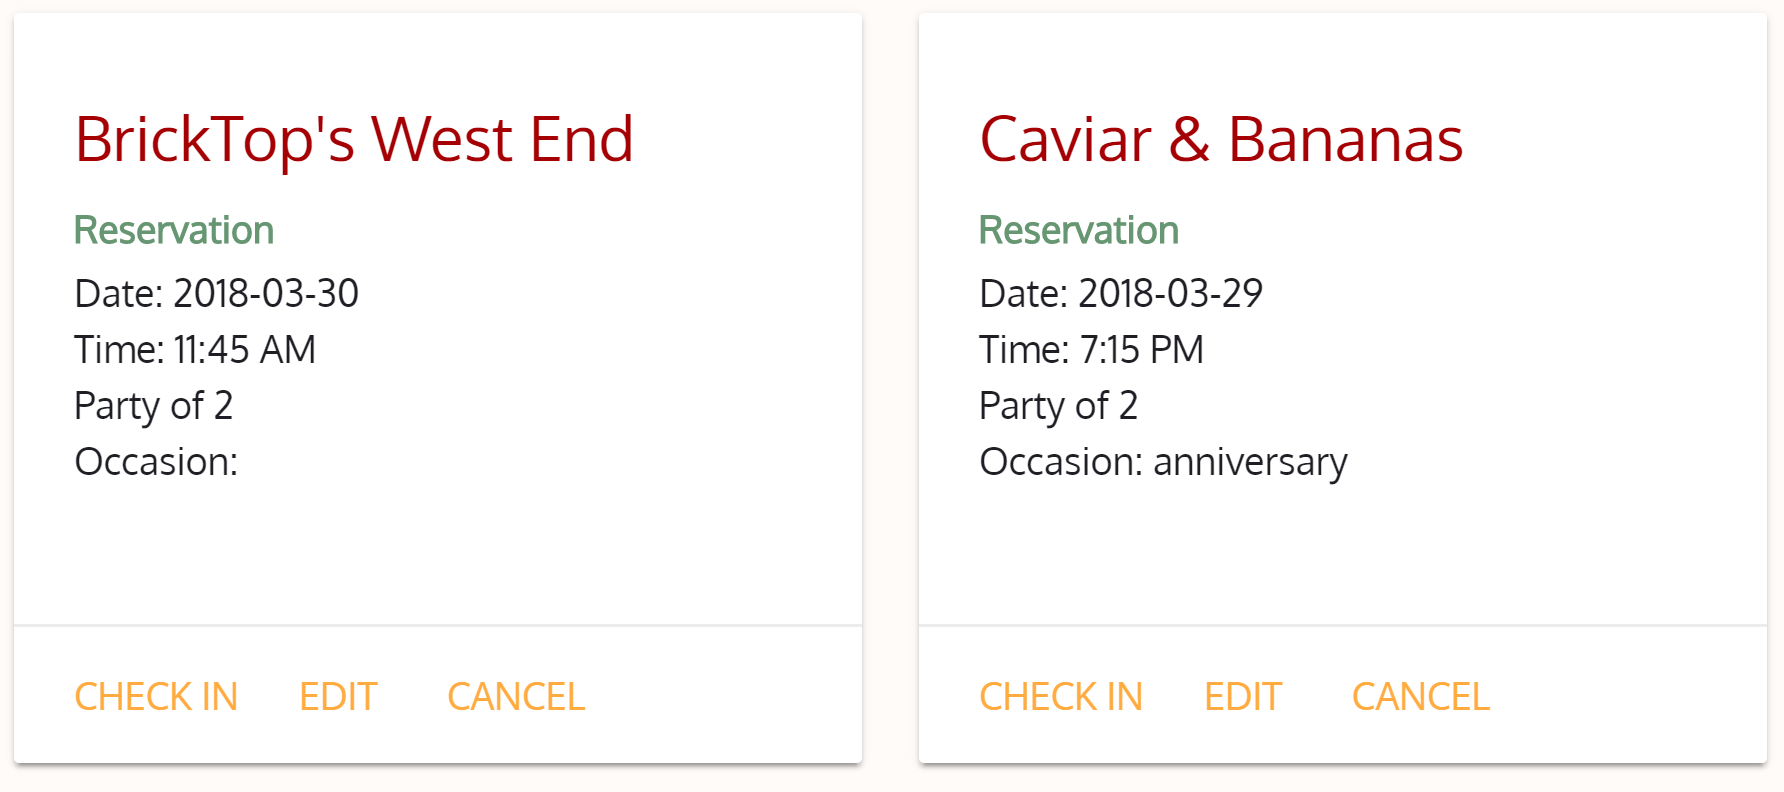 BrickTop's West End
Reservation
Date: 2018-03-30
Time: 11:45 AM
Party of 2
Occasion:
CHECK IN EDIT CANCEL
Caviar & Bananas
Reservation
Date: 2018-03-29
Time: 7:15 PM
Party of 2
Occasion: anniversary
CHECK IN EDIT CANCEL